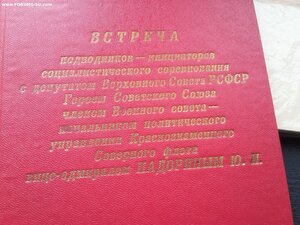 ВСТРЕЧА
подводников — инициаторов
социалистического соревнования
с депутатом Верховного Совета РСФСР
Героем Советского Союза
членом Военного совета —
начальником политического
управления Краснознаменного
Северного флота
вице-адмиралом ПАДОРИНЫМ Ю. И.